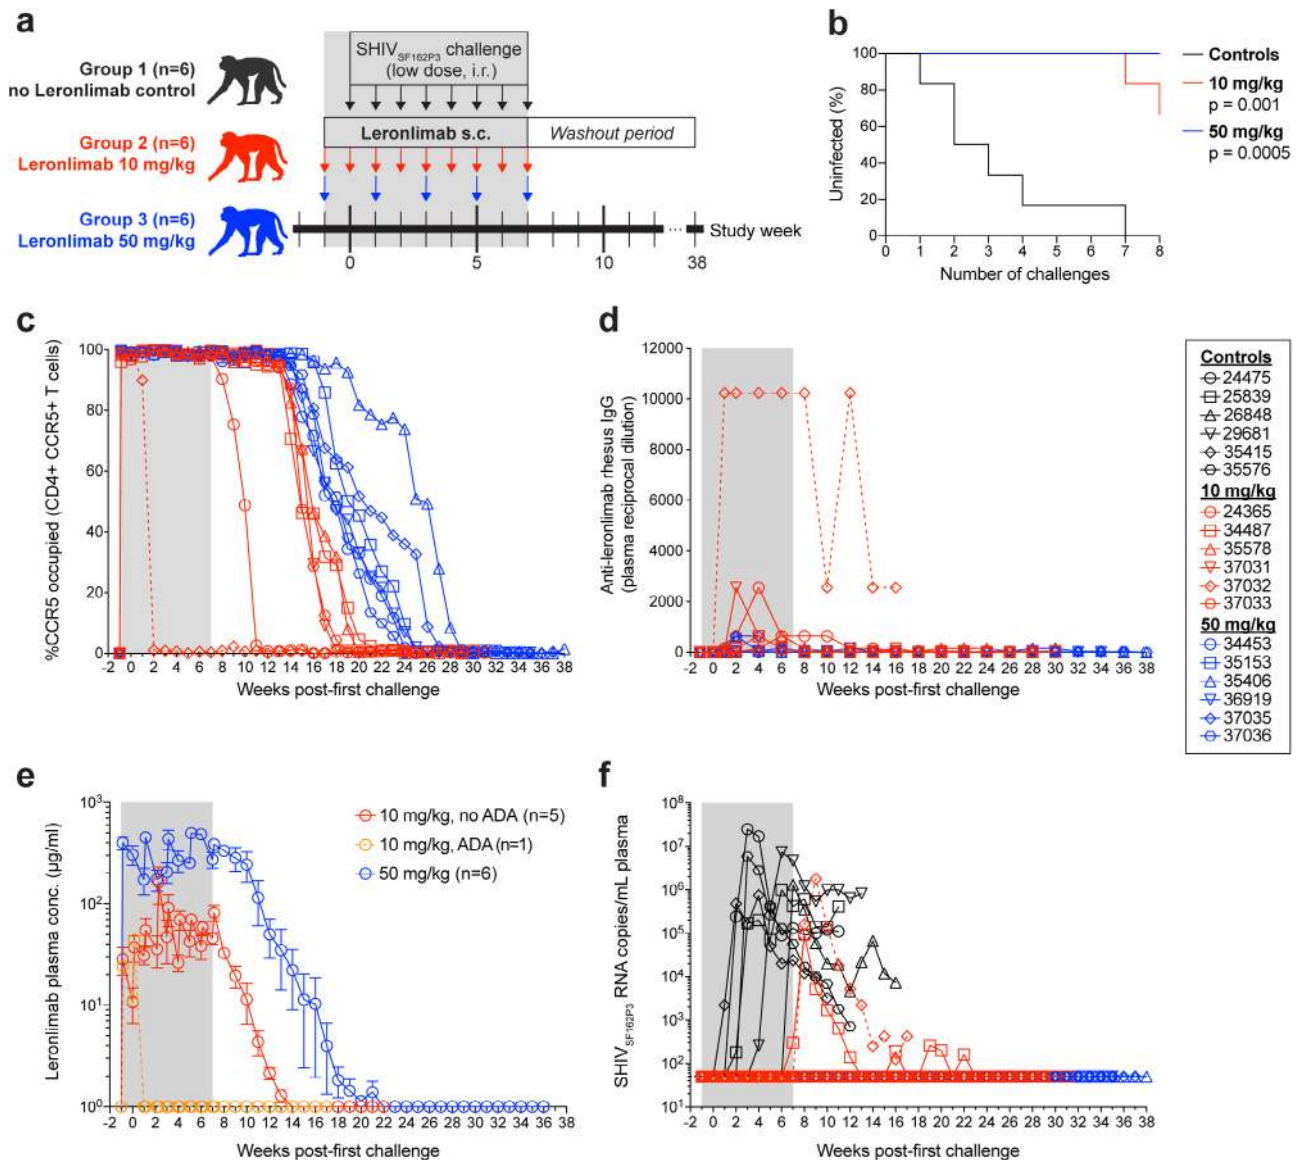 a
Group 1 (n=6)
no Leronlimab control
Group 2 (n=6)
Leronlimab 10 mg/kg
Group 3 (n=6)
Leronlimab 50 mg/kg
SHIVSF162P3 challenge
(low dose, i.r.)
Leronlimab s.c.
Washout period
0 5 10 38
... Study week
b
Uninfected (%)
100
80
60
40
20
0
0 1 2 3 4 5 6 7 8
Number of challenges
Controls
10 mg/kg
p = 0.001
50 mg/kg
p = 0.0005
c
%CCR5 occupied (CD4+ CCR5+ T cells)
100
80
60
40
20
0
-2 0 2 4 6 8 10 12 14 16 18 20 22 24 26 28 30 32 34 36 38
Weeks post-first challenge
d
Anti-leronlimab rhesus IgG
(plasma reciprocal dilution)
12000
10000
8000
6000
4000
2000
0
-2 0 2 4 6 8 10 12 14 16 18 20 22 24 26 28 30 32 34 36 38
Weeks post-first challenge
Controls
24475
25839
26848
29681
35415
35576
10 mg/kg
24365
34487
35578
37031
37032
37033
50 mg/kg
34453
35153
35406
36919
37035
37036
e
Leronlimab plasma conc. (µg/ml)
10³
10²
10¹
10⁰
-2 0 2 4 6 8 10 12 14 16 18 20 22 24 26 28 30 32 34 36 38
Weeks post-first challenge
10 mg/kg, no ADA (n=5)
10 mg/kg, ADA (n=1)
50 mg/kg (n=6)
f
SHIVSF162P3 RNA copies/mL plasma
10⁸
10⁷
10⁶
10⁵
10⁴
10³
10²
10¹
-2 0 2 4 6 8 10 12 14 16 18 20 22 24 26 28 30 32 34 36 38
Weeks post-first challenge